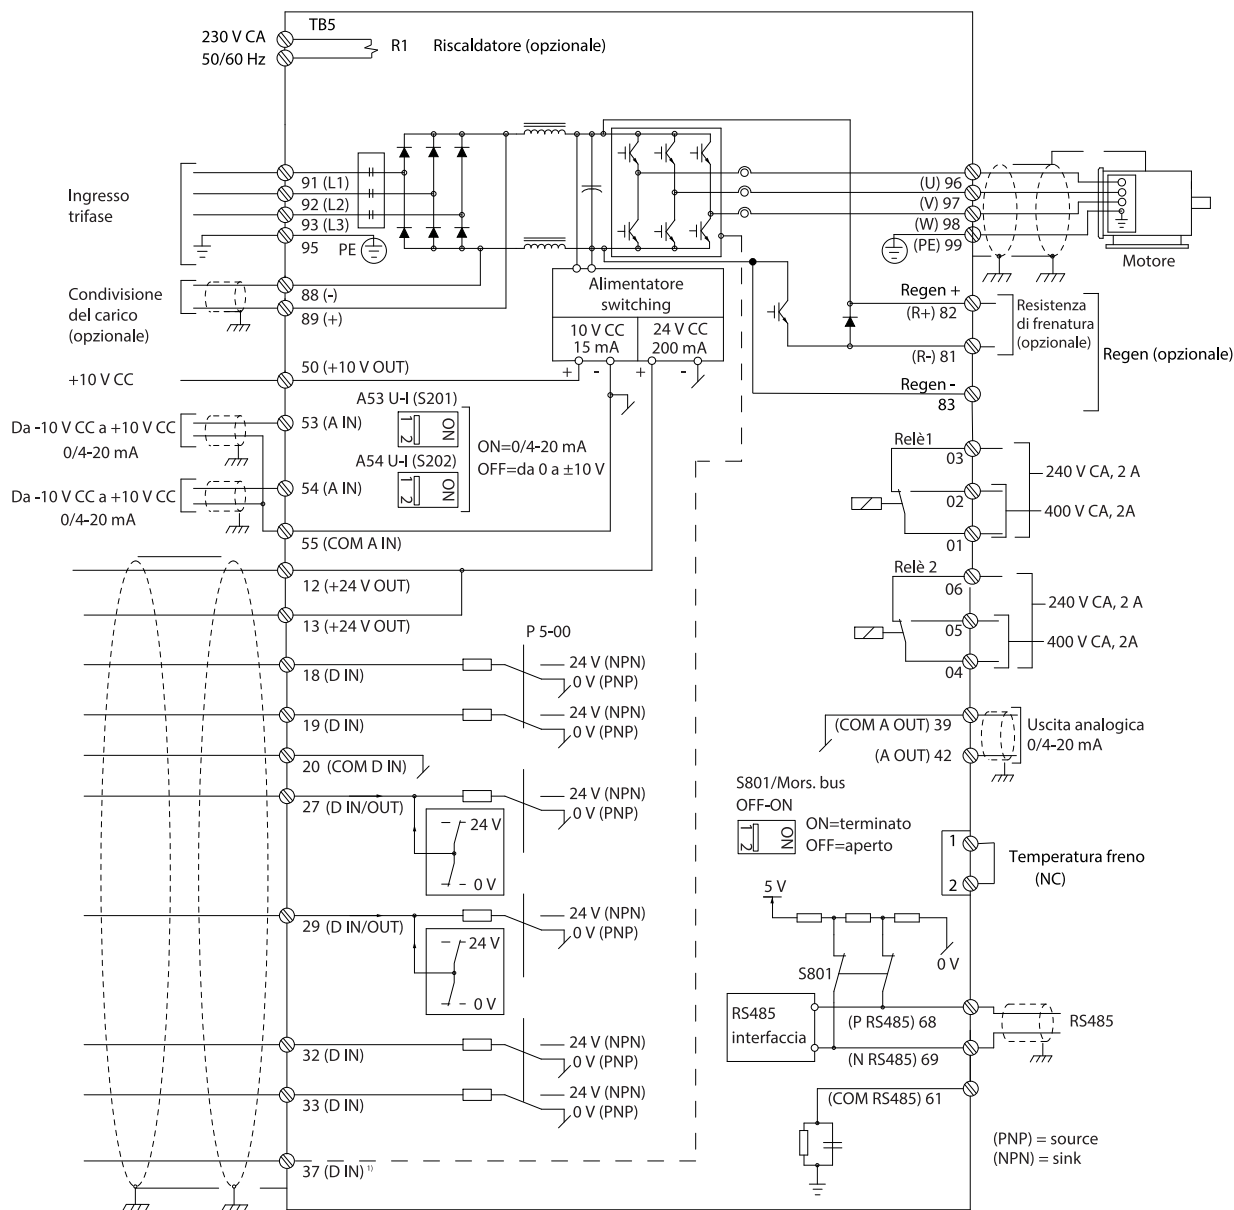 TB5
230 V CA
50/60 Hz
R1
Riscaldatore (opzionale)
Ingresso
trifase
91 (L1)
92 (L2)
93 (L3)
95
PE
(U) 96
(V) 97
(W) 98
(PE) 99
Motore
Condivisione
del carico
(opzionale)
88 (-)
89 (+)
Alimentatore
switching
10 V CC
15 mA
24 V CC
200 mA
+
-
+
-
Regen +
(R+) 82
Resistenza
di frenatura
(opzionale)
(R-) 81
Regen (opzionale)
Regen -
83
+10 V CC
50 (+10 V OUT)
A53 U-I (S201)
1
2
ON
Da -10 V CC a +10 V CC
0/4-20 mA
53 (A IN)
ON=0/4-20 mA
OFF=da 0 a ±10 V
A54 U-I (S202)
1
2
ON
Da -10 V CC a +10 V CC
0/4-20 mA
54 (A IN)
55 (COM A IN)
Relè1
03
240 V CA, 2 A
02
400 V CA, 2A
01
12 (+24 V OUT)
13 (+24 V OUT)
Relè 2
06
240 V CA, 2 A
05
400 V CA, 2A
04
P 5-00
18 (D IN)
24 V (NPN)
0 V (PNP)
19 (D IN)
24 V (NPN)
0 V (PNP)
20 (COM D IN)
(COM A OUT) 39
(A OUT) 42
Uscita analogica
0/4-20 mA
27 (D IN/OUT)
24 V (NPN)
0 V (PNP)
24 V
0 V
S801/Mors. bus
OFF-ON
1
2
ON
ON=terminato
OFF=aperto
1
2
Temperatura freno
(NC)
29 (D IN/OUT)
24 V (NPN)
0 V (PNP)
24 V
0 V
5 V
0 V
S801
RS485
interfaccia
(P RS485) 68
(N RS485) 69
RS485
(COM RS485) 61
32 (D IN)
24 V (NPN)
0 V (PNP)
33 (D IN)
24 V (NPN)
0 V (PNP)
37 (D IN) 1)
(PNP) = source
(NPN) = sink